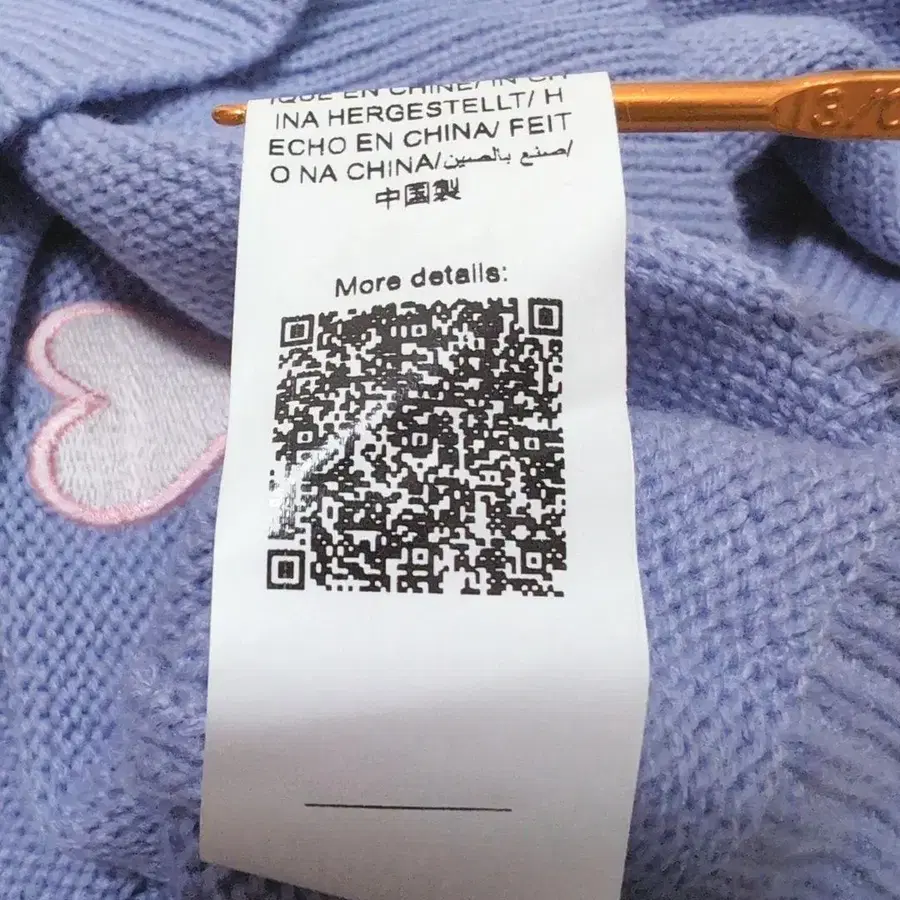 IQUE EN CHINE/IN CH
INA HERGESTELLT/ H
ECHO EN CHINA/ FEIT
O NA CHINA/صنع بالصين/
中国製
More details: